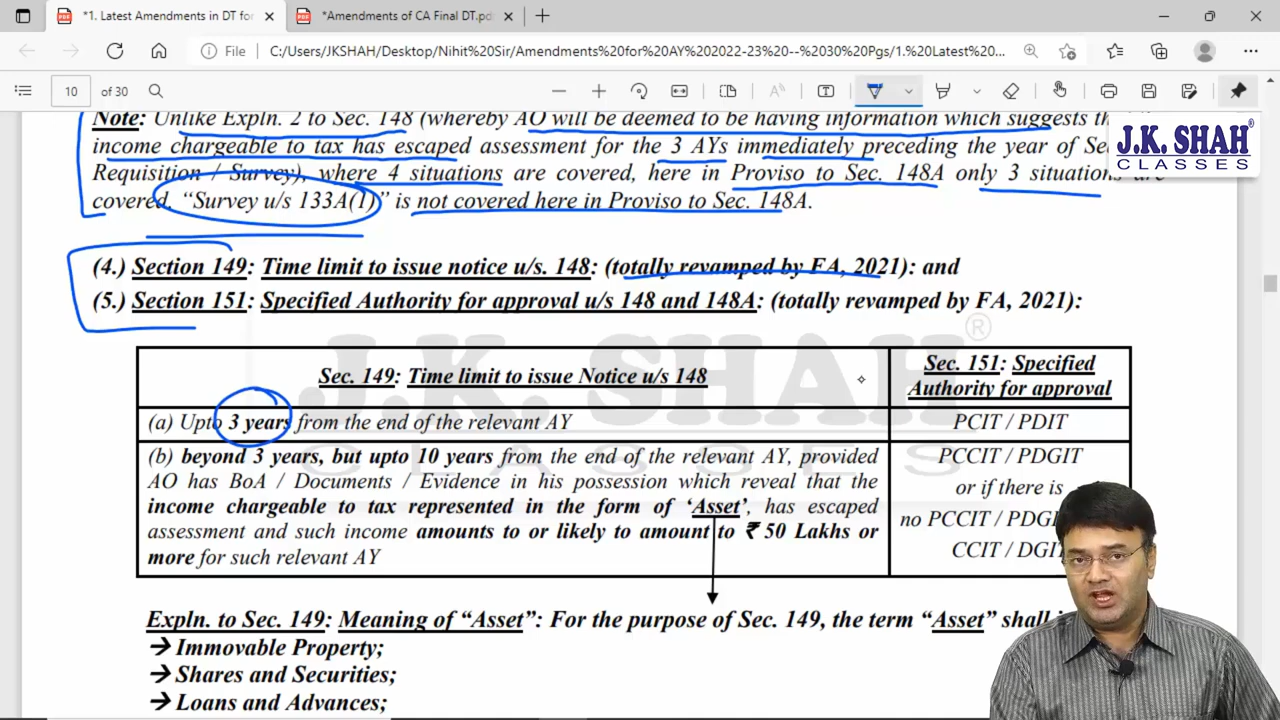 *1. Latest Amendments in DT for
*Amendments of CA Final DT.pd
File
C:/Users/JKSHAH/Desktop/Nihit%20Sir/Amendments%20for%20AY%202022-23%20--%2030%20Pgs/1.%20Latest%20...
10 of 30
J.K. SHAH®
CLASSES
Note: Unlike Expln. 2 to Sec. 148 (whereby AO will be deemed to be having information which suggests
income chargeable to tax has escaped assessment for the 3 AYs immediately preceding the year of
Requisition / Survey), where 4 situations are covered, here in Proviso to Sec. 148A only 3 situations are
covered. “Survey u/s 133A(1)” is not covered here in Proviso to Sec. 148A.
(4.) Section 149: Time limit to issue notice u/s. 148: (totally revamped by FA, 2021): and
(5.) Section 151: Specified Authority for approval u/s 148 and 148A: (totally revamped by FA, 2021):
J.K. SHAH®
CLASSES
Sec. 149: Time limit to issue Notice u/s 148
Sec. 151: Specified
Authority for approval
(a) Upto 3 years from the end of the relevant AY
PCIT / PDIT
(b) beyond 3 years, but upto 10 years from the end of the relevant AY, provided
AO has BoA / Documents / Evidence in his possession which reveal that the
income chargeable to tax represented in the form of ‘Asset’, has escaped
assessment and such income amounts to or likely to amount to ₹ 50 Lakhs or
more for such relevant AY
PCCIT / PDGIT
or if there is
no PCCIT /
CCIT / DGIT
Expln. to Sec. 149: Meaning of “Asset”: For the purpose of Sec. 149, the term “Asset” shall
→ Immovable Property;
→ Shares and Securities;
→ Loans and Advances;